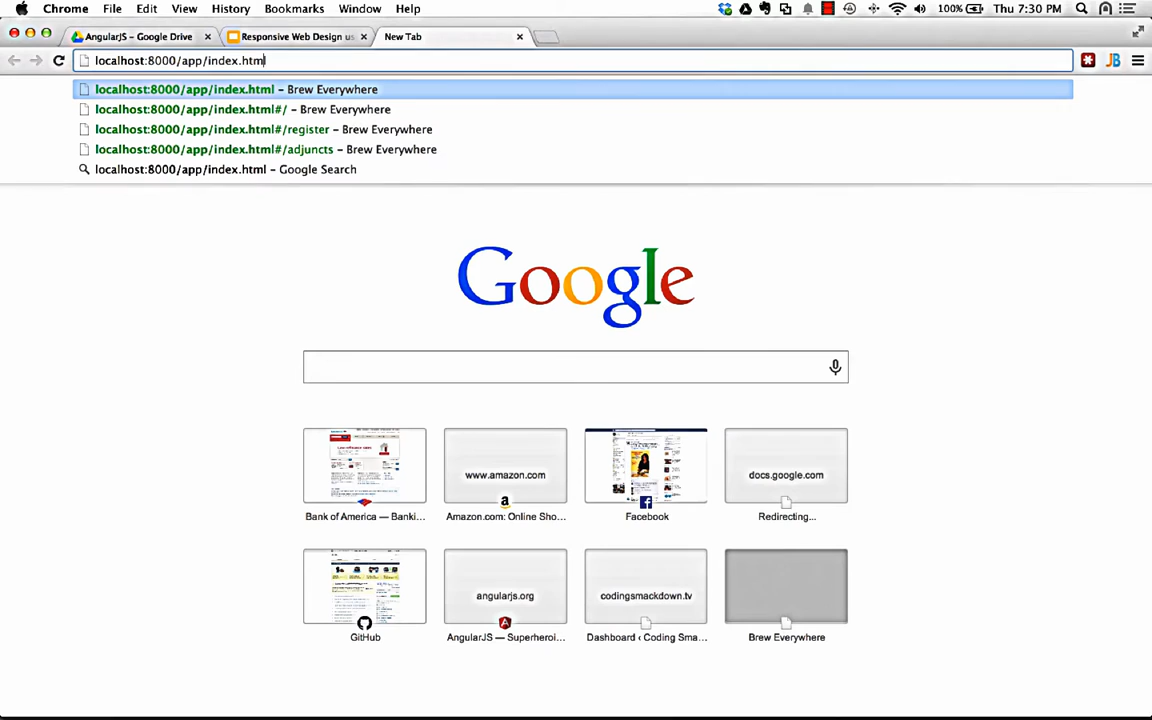 Chrome File Edit View History Bookmarks Window Help 100% Thu 7:30 PM
AngularJS – Google Drive Responsive Web Design us New Tab
localhost:8000/app/index.html
localhost:8000/app/index.html – Brew Everywhere
localhost:8000/app/index.html#/ – Brew Everywhere
localhost:8000/app/index.html#/register – Brew Everywhere
localhost:8000/app/index.html#/adjuncts – Brew Everywhere
localhost:8000/app/index.html – Google Search
Google
www.amazon.com docs.google.com
Bank of America — Banki... Amazon.com: Online Sho... Facebook Redirecting...
angularjs.org codingsmackdown.tv
GitHub AngularJS — Superheroi... Dashboard ‹ Coding Sma... Brew Everywhere